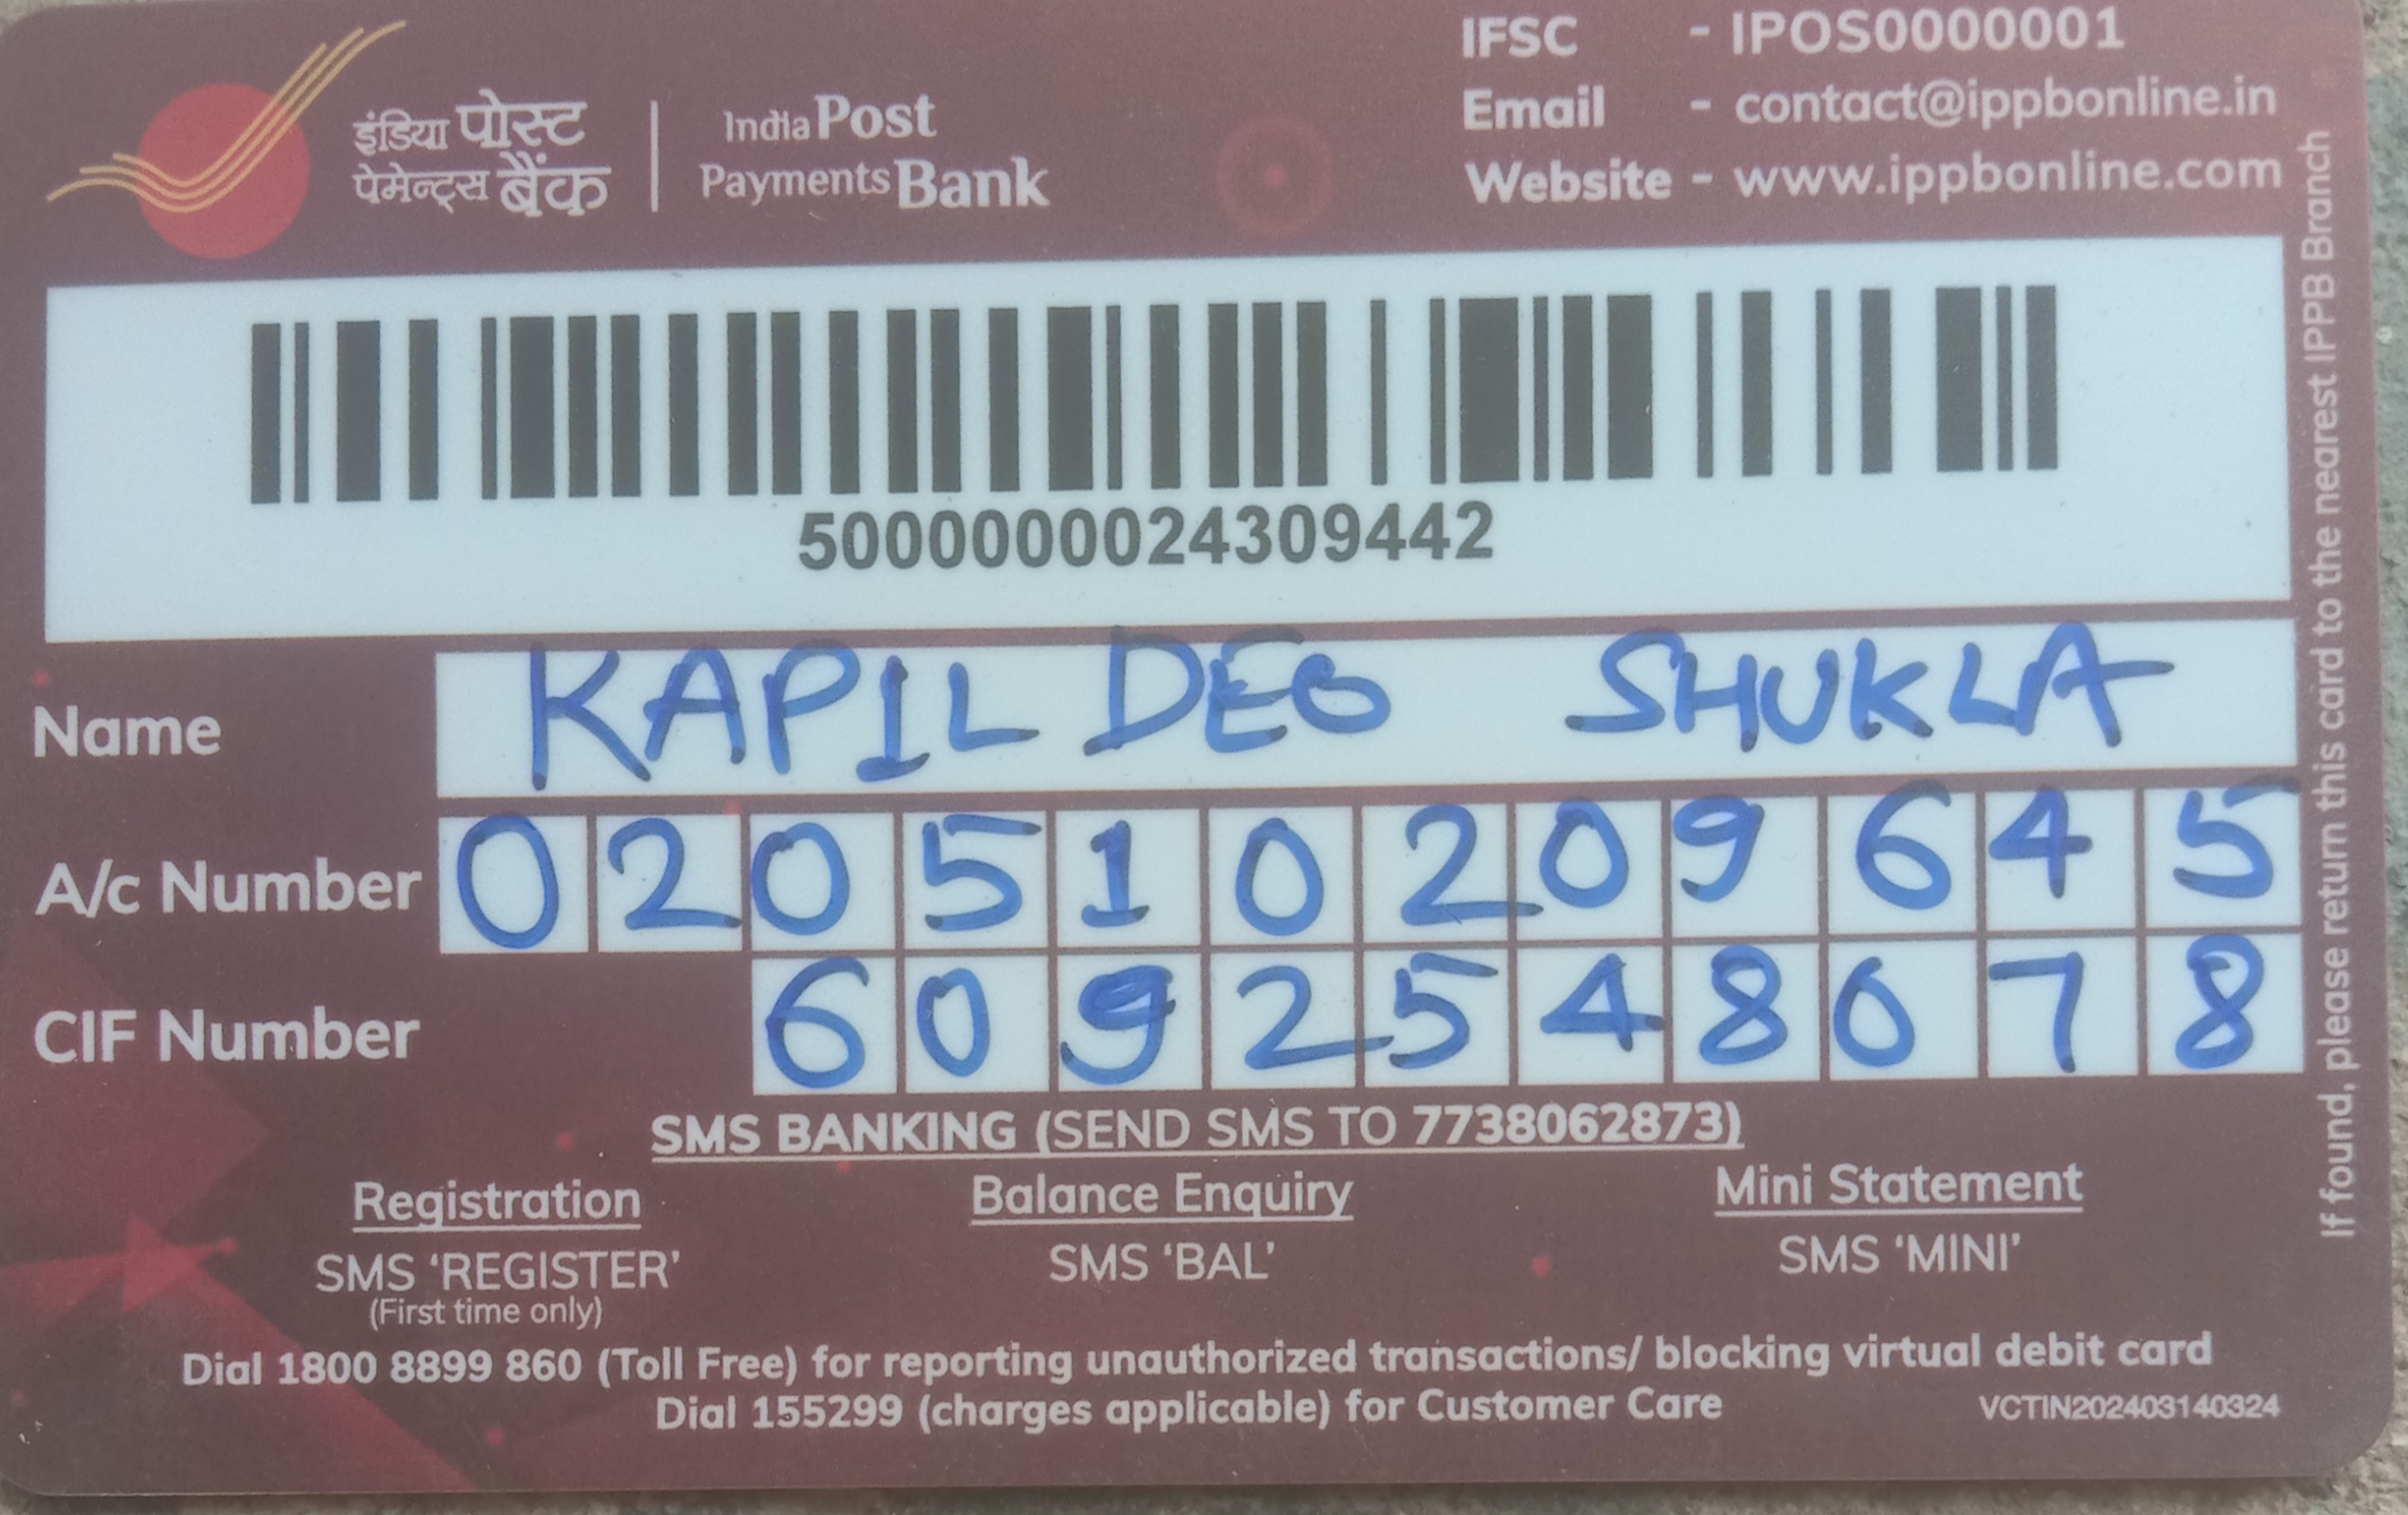 इंडिया पोस्ट
पेमेन्ट्स बैंक
India Post
Payments Bank
IFSC - IPOS0000001
Email - contact@ippbonline.in
Website - www.ippbonline.com
5000000024309442
Name KAPIL DEO SHUKLA
A/c Number 020510209645
CIF Number 6092548078
SMS BANKING (SEND SMS TO 7738062873)
Registration Balance Enquiry Mini Statement
SMS ‘REGISTER’ SMS ‘BAL’ SMS ‘MINI’
(First time only)
Dial 1800 8899 860 (Toll Free) for reporting unauthorized transactions/ blocking virtual debit card
Dial 155299 (charges applicable) for Customer Care VCTIN202403140324
If found, please return this card to the nearest IPPB Branch